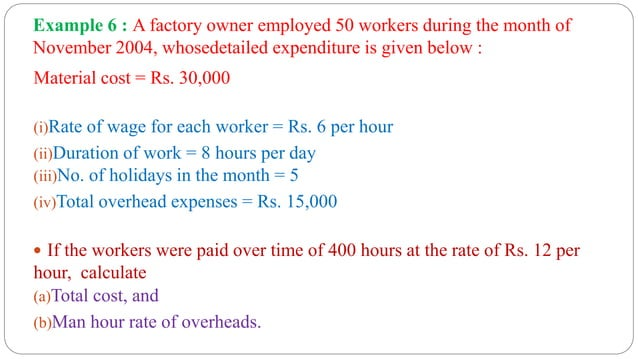 Example 6 : A factory owner employed 50 workers during the month of
November 2004, whosedetailed expenditure is given below :
Material cost = Rs. 30,000
(i)Rate of wage for each worker = Rs. 6 per hour
(ii)Duration of work = 8 hours per day
(iii)No. of holidays in the month = 5
(iv)Total overhead expenses = Rs. 15,000
• If the workers were paid over time of 400 hours at the rate of Rs. 12 per
hour, calculate
(a)Total cost, and
(b)Man hour rate of overheads.